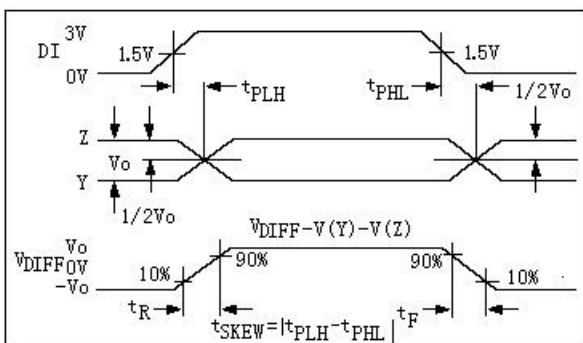 3V
DI
1.5V
1.5V
0V
tPLH
tPHL
1/2Vo
Z
Vo
Y
1/2Vo
VDIFF-V(Y)-V(Z)
Vo
VDIFF 0V
-Vo
10%
90%
90%
10%
tR
tSKEW=|tPLH-tPHL|
tF